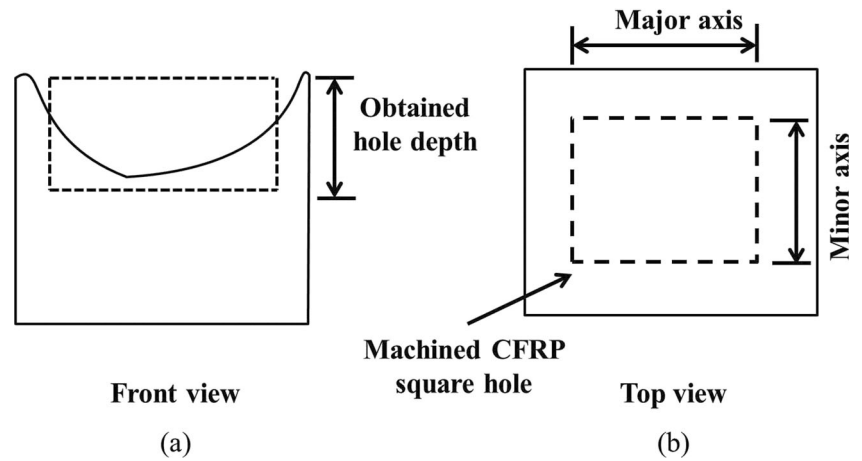 Major axis
Obtained
hole depth
Minor axis
Machined CFRP
square hole
Front view
Top view
(a)
(b)